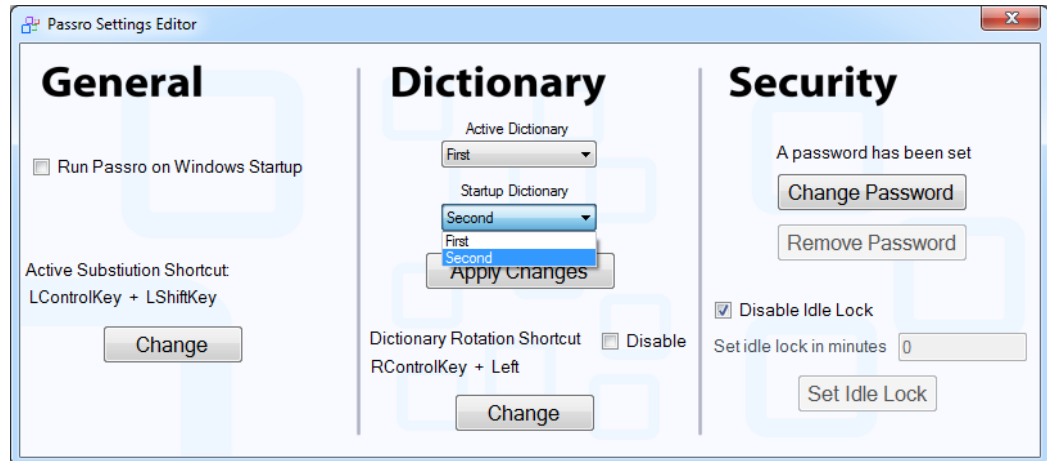 Passro Settings Editor
General
Run Passro on Windows Startup
Active Substiution Shortcut:
LControlKey + LShiftKey
Change
Dictionary
Active Dictionary
First
Startup Dictionary
Second
First
Second
Apply Changes
Dictionary Rotation Shortcut
Disable
RControlKey + Left
Change
Security
A password has been set
Change Password
Remove Password
Disable Idle Lock
Set idle lock in minutes
0
Set Idle Lock